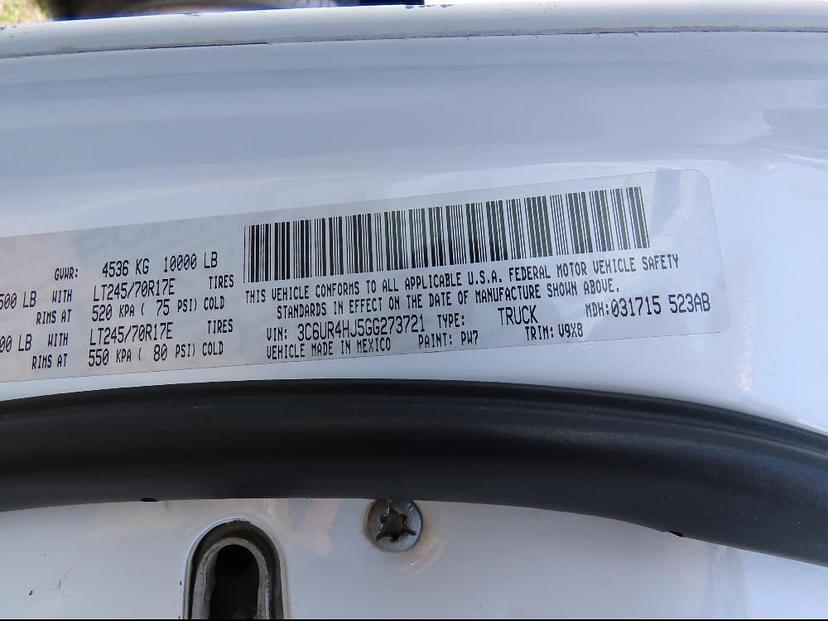 GVWR: 4536 KG 10000 LB
500 LB WITH LT245/70R17E TIRES
RIMS AT 520 KPA ( 75 PSI) COLD
00 LB WITH LT245/70R17E TIRES
RIMS AT 550 KPA ( 80 PSI) COLD
THIS VEHICLE CONFORMS TO ALL APPLICABLE U.S.A. FEDERAL MOTOR VEHICLE SAFETY
STANDARDS IN EFFECT ON THE DATE OF MANUFACTURE SHOWN ABOVE.
VIN: 3C6UR4HJ5GG273721 TYPE: TRUCK MDH:031715 523AB
VEHICLE MADE IN MEXICO PAINT: PW7 TRIM: V9X8